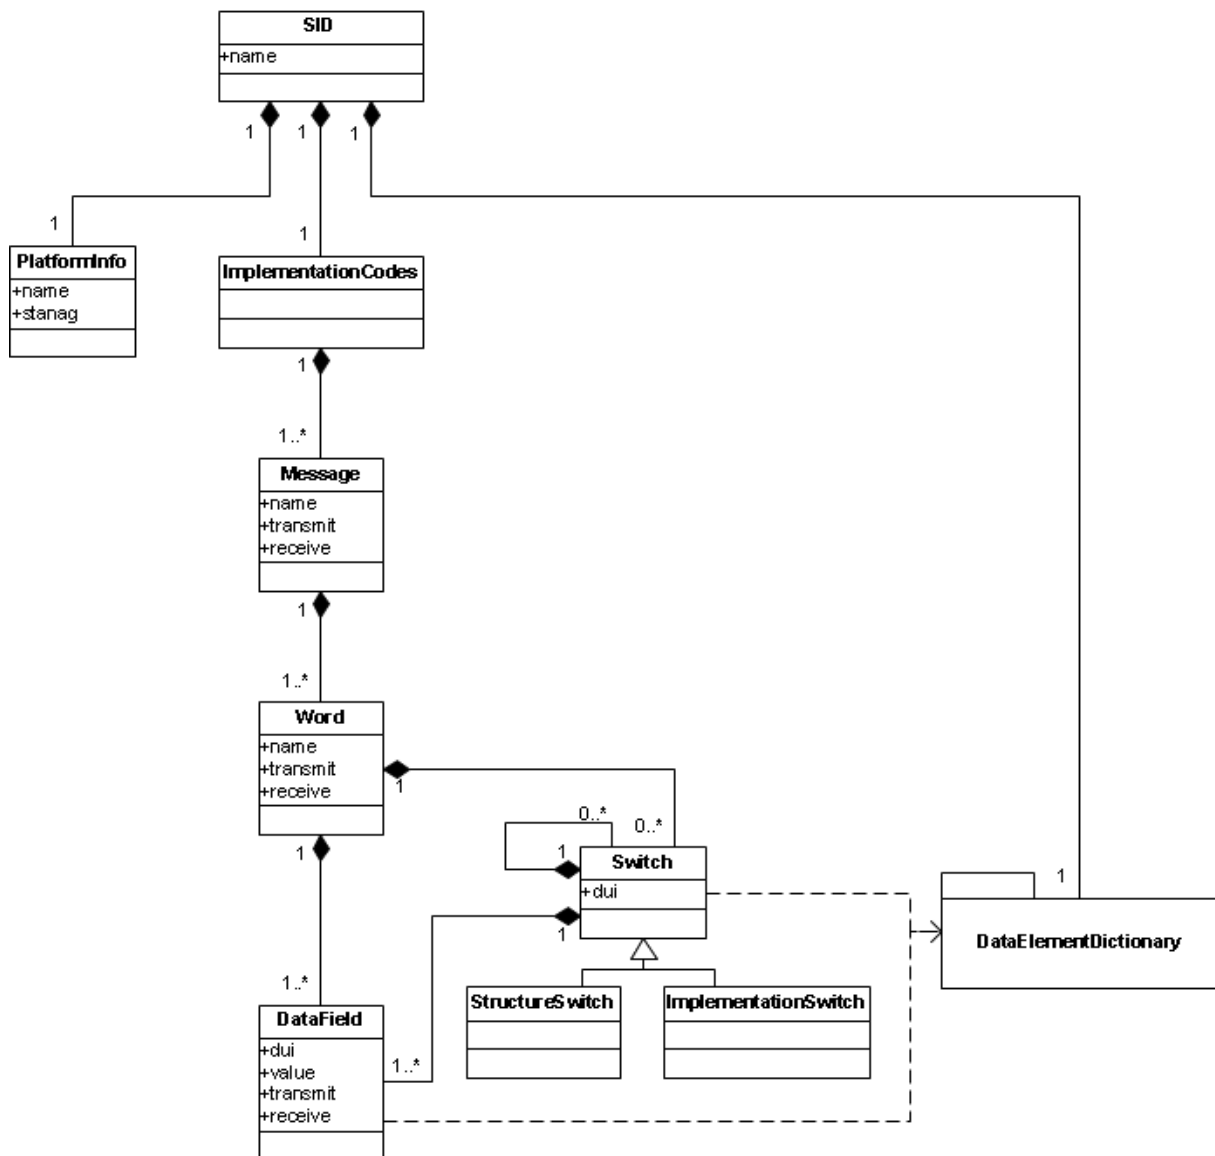 SID
+name
1
1
1
1
1
1
PlatformInfo
+name
+stanag
ImplementationCodes
1
1..*
Message
+name
+transmit
+receive
1
1..*
Word
+name
+transmit
+receive
1
1
0..*
0..*
1
Switch
+dui
1
1
DataElementDictionary
StructureSwitch
ImplementationSwitch
1..*
DataField
+dui
+value
+transmit
+receive
1..*